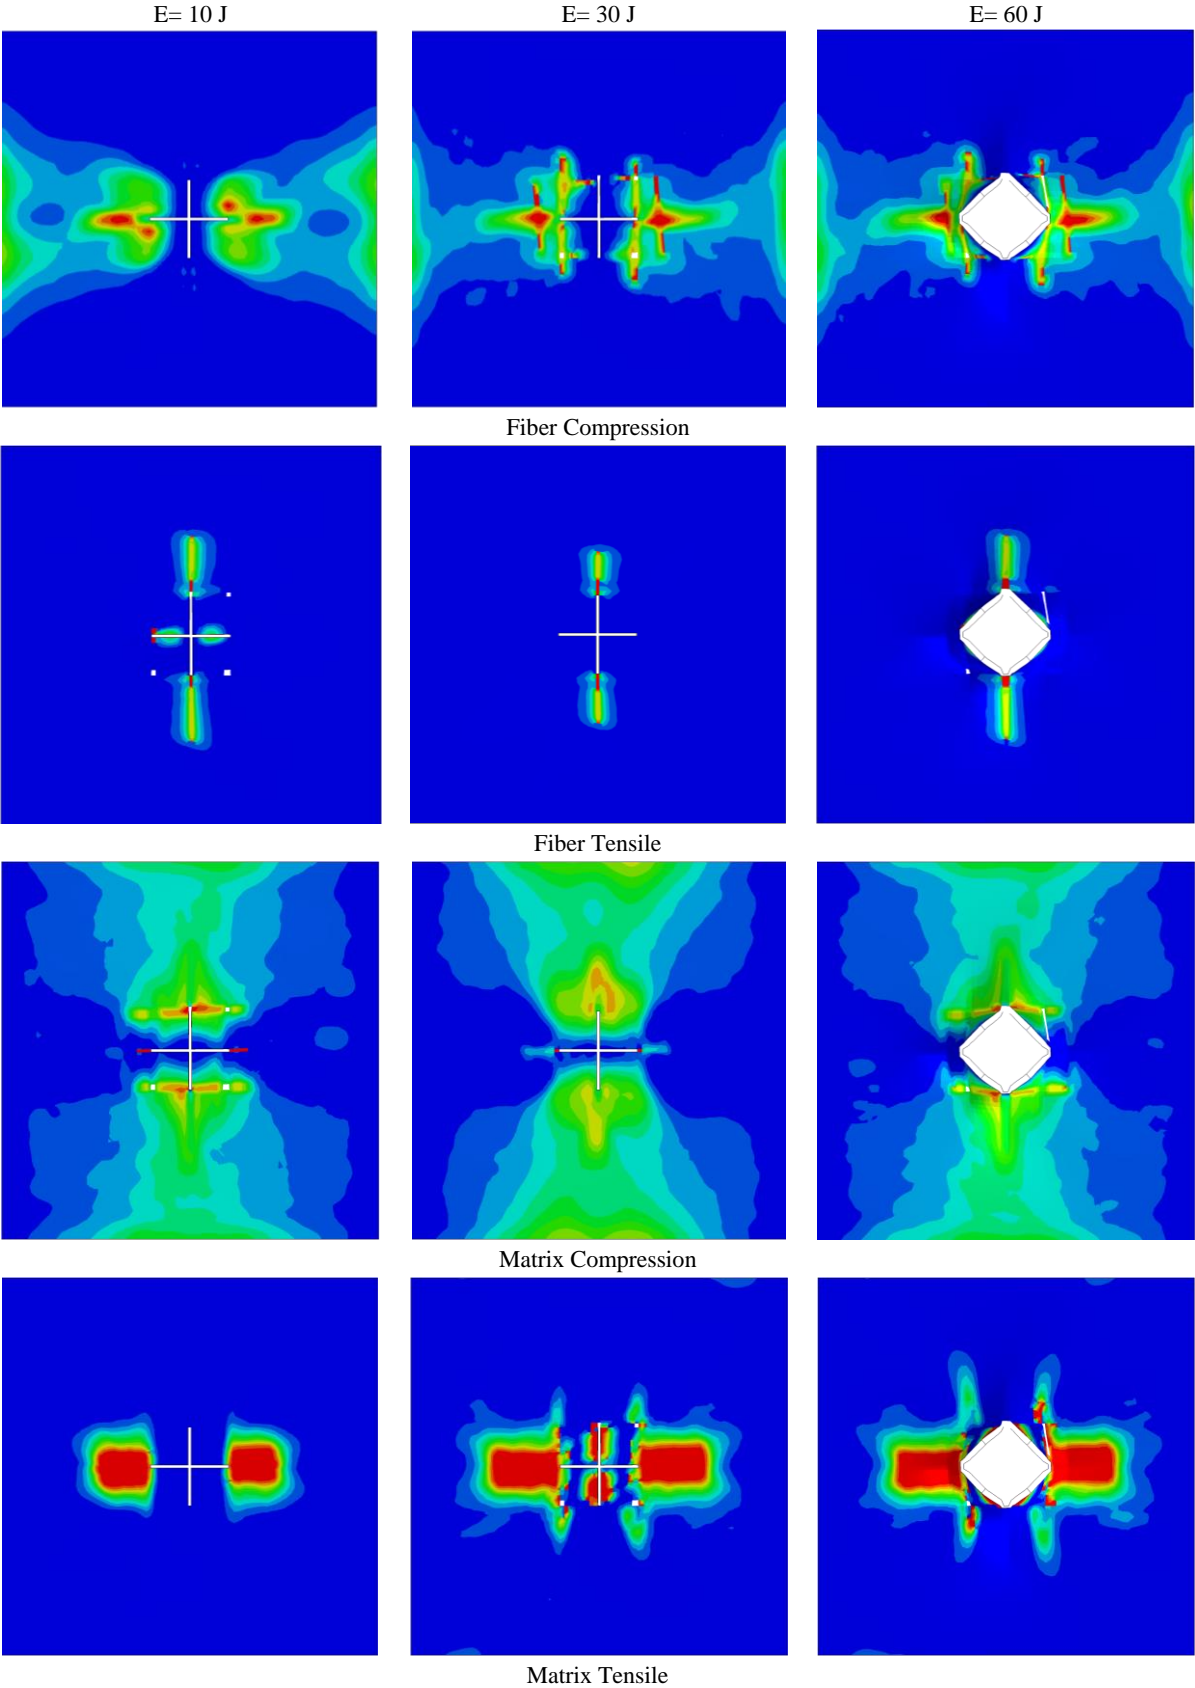 E= 10 J
E= 30 J
E= 60 J
Fiber Compression
Fiber Tensile
Matrix Compression
Matrix Tensile